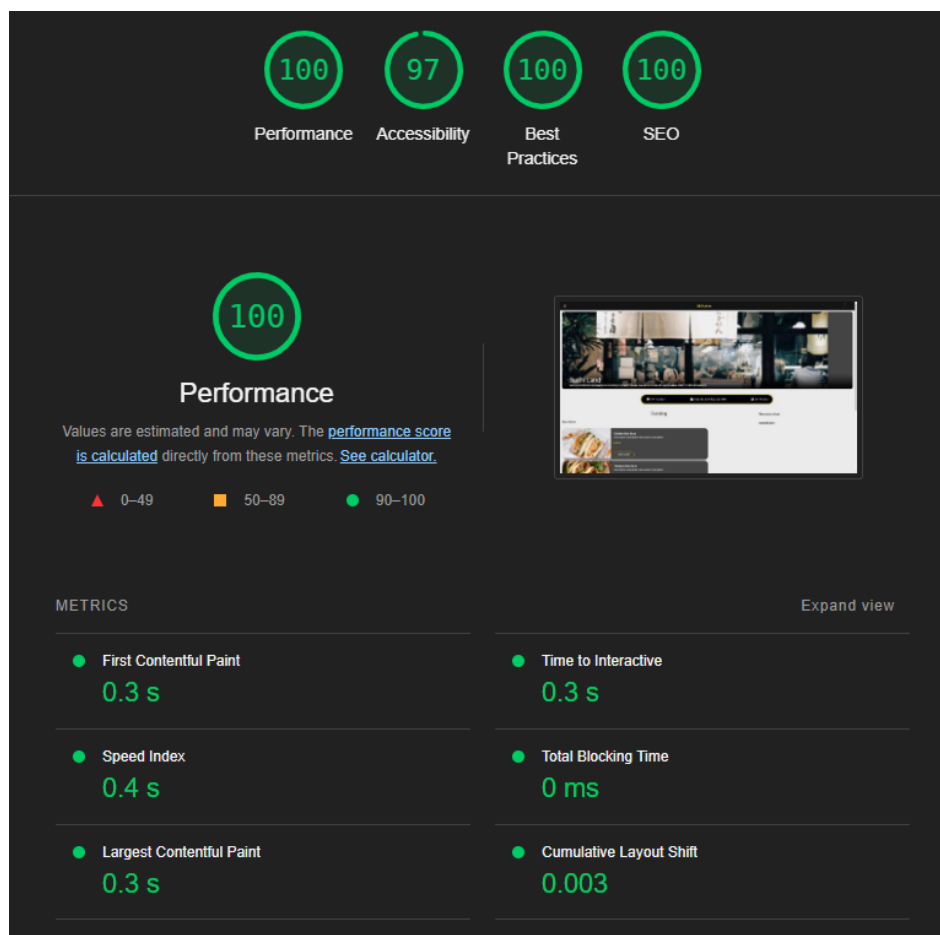 100
97
100
100
Performance
Accessibility
Best
Practices
SEO
100
Performance
Values are estimated and may vary. The performance score
is calculated directly from these metrics. See calculator.
0–49
50–89
90–100
METRICS
Expand view
First Contentful Paint
0.3 s
Time to Interactive
0.3 s
Speed Index
0.4 s
Total Blocking Time
0 ms
Largest Contentful Paint
0.3 s
Cumulative Layout Shift
0.003